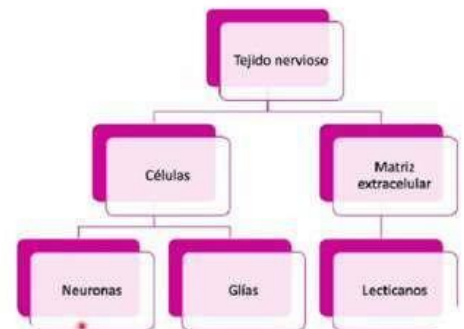 Tejido nervioso
Células
Matriz
extracelular
Neuronas
Glías
Lecticanos